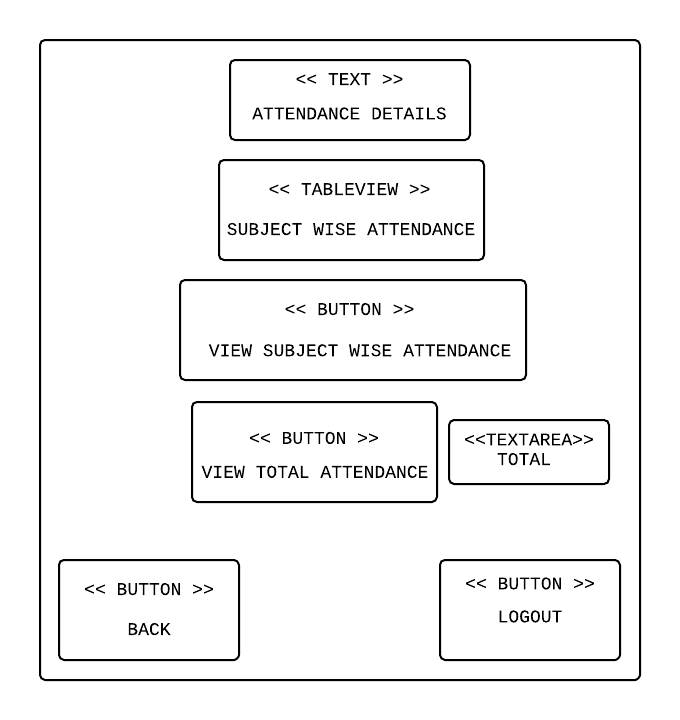 << TEXT >>
ATTENDANCE DETAILS
<< TABLEVIEW >>
SUBJECT WISE ATTENDANCE
<< BUTTON >>
VIEW SUBJECT WISE ATTENDANCE
<< BUTTON >>
VIEW TOTAL ATTENDANCE
<<TEXTAREA>>
TOTAL
<< BUTTON >>
BACK
<< BUTTON >>
LOGOUT